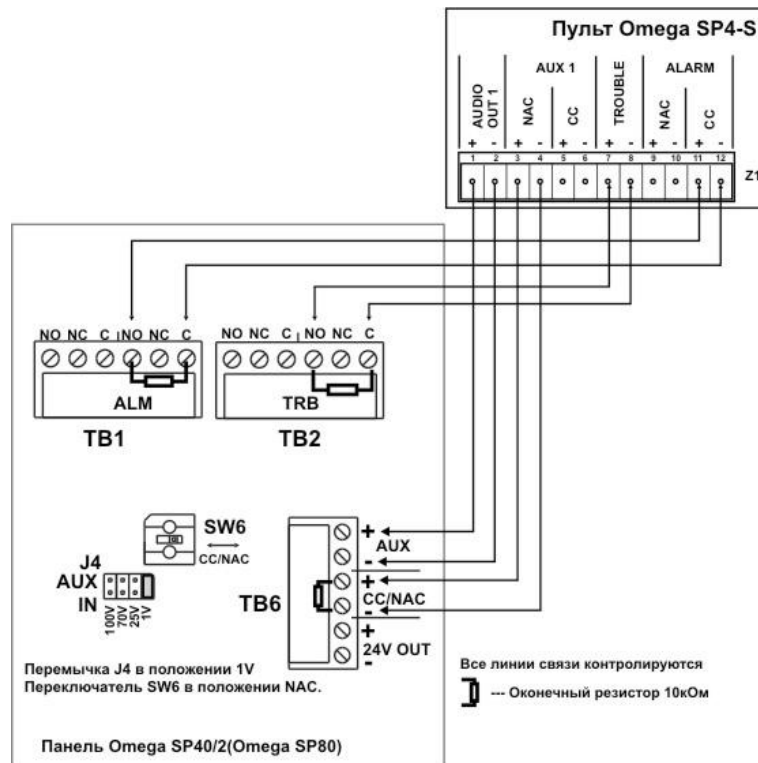 Пульт Omega SP4-S
AUDIO OUT 1
AUX 1
NAC
CC
TROUBLE
ALARM
NAC
CC
+ - + - + - + - + - + -
1 2 3 4 5 6 7 8 9 10 11 12
Z1
NO NC C NO NC C
ALM
TB1
NO NC C NO NC C
TRB
TB2
SW6
CC/NAC
J4
AUX
IN
100V
70V
25V
1V
TB6
+
AUX
-
+
CC/NAC
-
+
24V OUT
-
Перемычка J4 в положении 1V
Переключатель SW6 в положении NAC.
Панель Omega SP40/2(Omega SP80)
Все линии связи контролируются
--- Оконечный резистор 10кОм